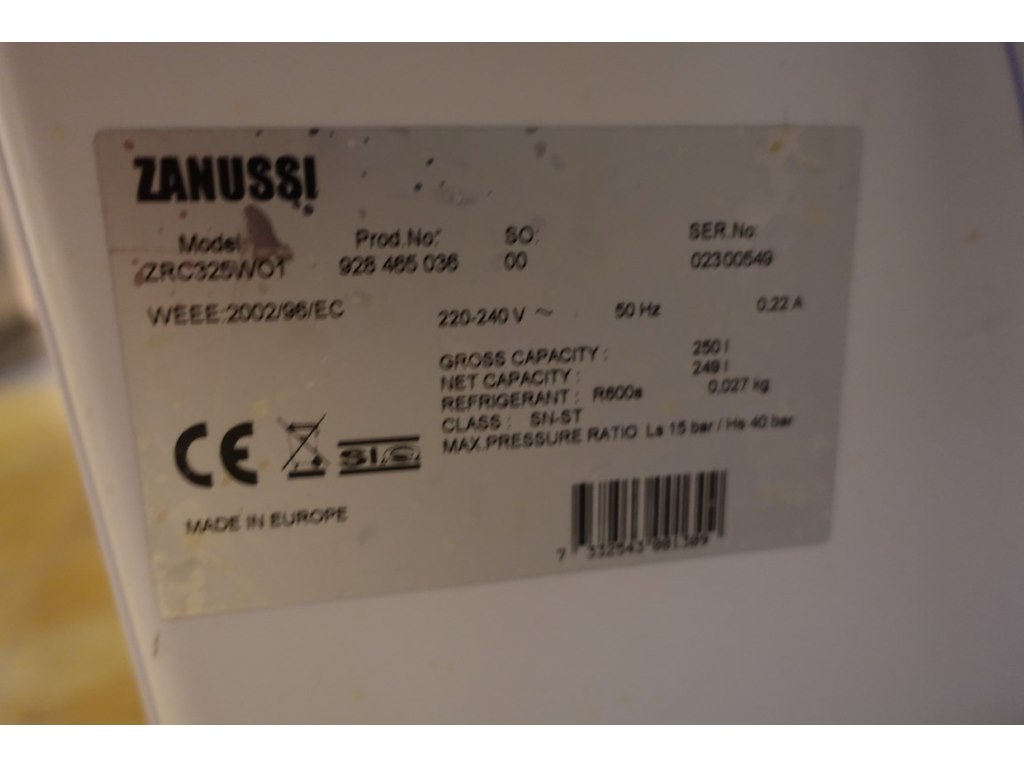 ZANUSSI
Model: Prod.No: SO: SER.No
ZRC325WO1 928 465 036 00 02300549
WEEE:2002/96/EC 220-240 V ~ 50 Hz 0,22 A
GROSS CAPACITY : 250 l
NET CAPACITY : 249 l
REFRIGERANT : R600a 0,027 kg
CLASS : SN-ST
MAX.PRESSURE RATIO Ls 15 bar / Hs 40 bar
CE
MADE IN EUROPE
7 332543